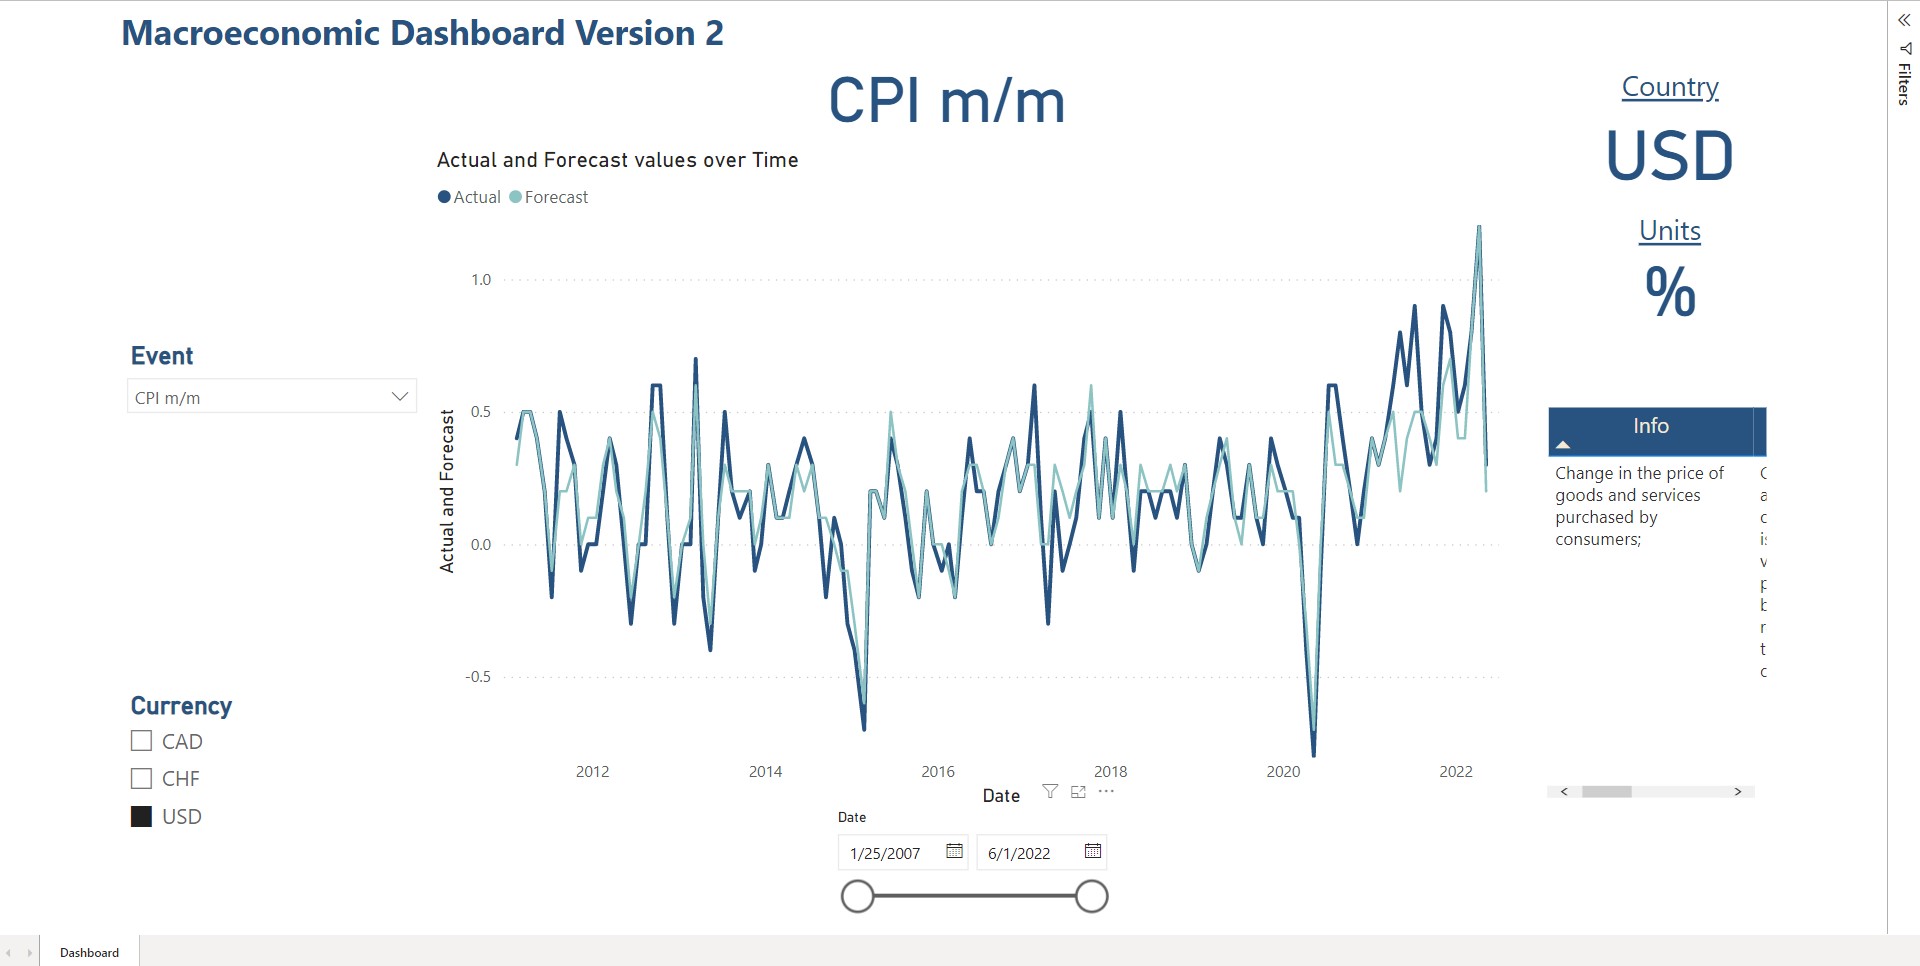 Macroeconomic Dashboard Version 2
CPI m/m
Country
USD
Units
%
Filters
Actual and Forecast values over Time
Actual Forecast
Actual and Forecast
1.0
0.5
0.0
-0.5
2012 2014 2016 2018 2020 2022
Date
Event
CPI m/m
Currency
CAD
CHF
USD
Info
Change in the price of
goods and services
purchased by
consumers;
Date
1/25/2007 6/1/2022
Dashboard